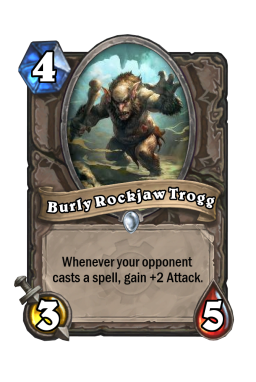 4
Burly Rockjaw Trogg
Whenever your opponent
casts a spell, gain +2 Attack.
3
5